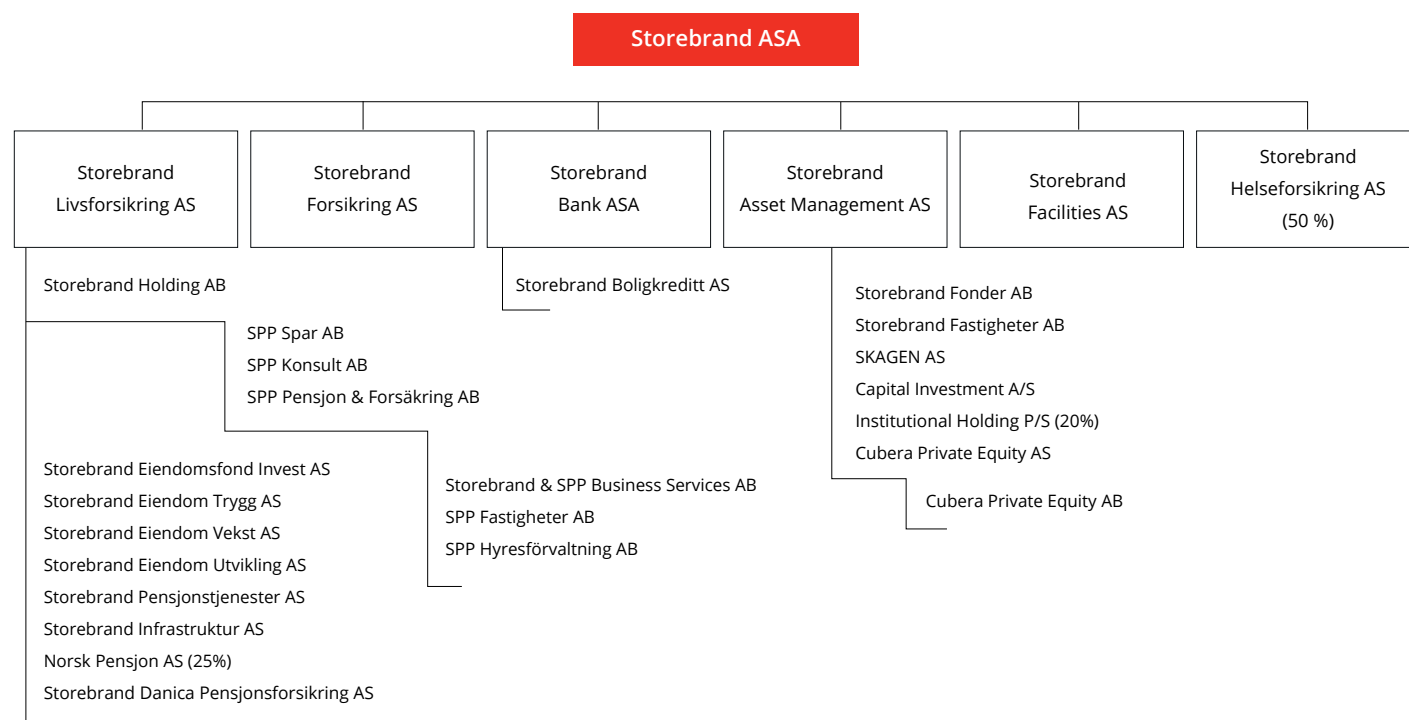 Storebrand ASA
Storebrand
Livsforsikring AS
Storebrand
Forsikring AS
Storebrand
Bank ASA
Storebrand
Asset Management AS
Storebrand
Facilities AS
Storebrand
Helseforsikring AS
(50 %)
Storebrand Holding AB
SPP Spar AB
SPP Konsult AB
SPP Pensjon & Forsäkring AB
Storebrand & SPP Business Services AB
SPP Fastigheter AB
SPP Hyresförvaltning AB
Storebrand Eiendomsfond Invest AS
Storebrand Eiendom Trygg AS
Storebrand Eiendom Vekst AS
Storebrand Eiendom Utvikling AS
Storebrand Pensjonstjenester AS
Storebrand Infrastruktur AS
Norsk Pensjon AS (25%)
Storebrand Danica Pensjonsforsikring AS
Storebrand Boligkreditt AS
Storebrand Fonder AB
Storebrand Fastigheter AB
SKAGEN AS
Capital Investment A/S
Institutional Holding P/S (20%)
Cubera Private Equity AS
Cubera Private Equity AB